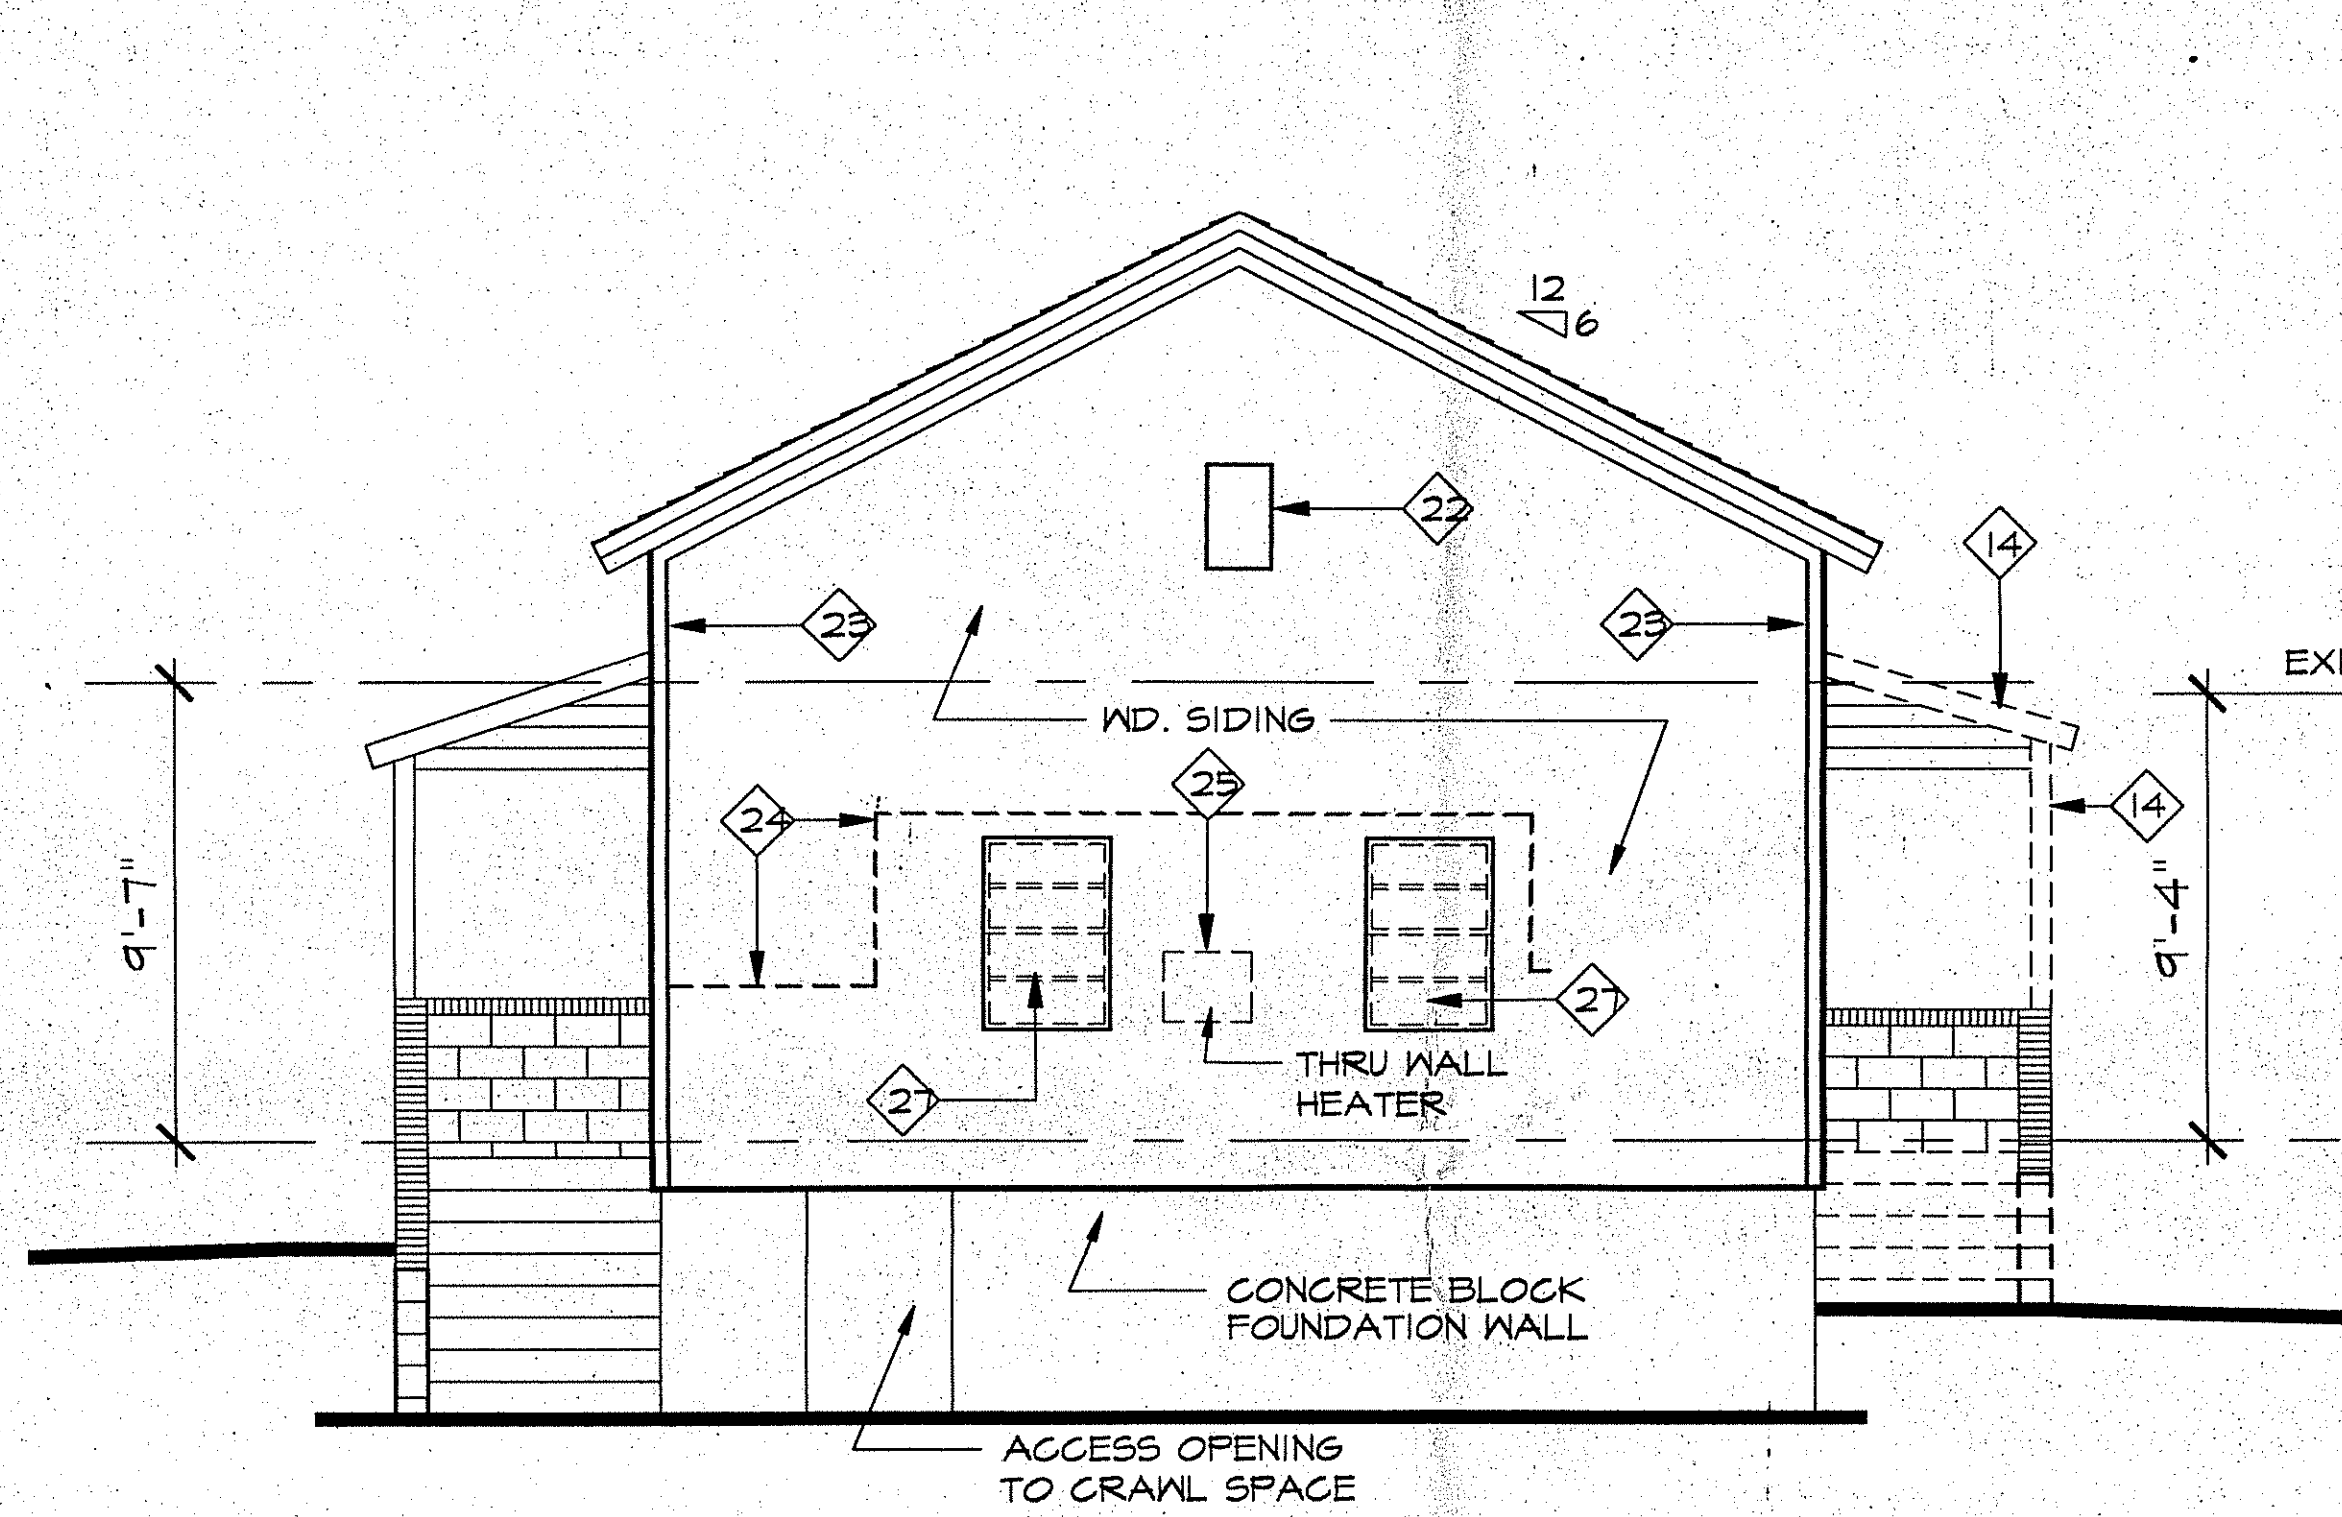 12
6
22
14
23
23
EXI
WD. SIDING
25
24
14
9'-7"
9'-4"
27
THRU WALL
HEATER
27
CONCRETE BLOCK
FOUNDATION WALL
ACCESS OPENING
TO CRAWL SPACE